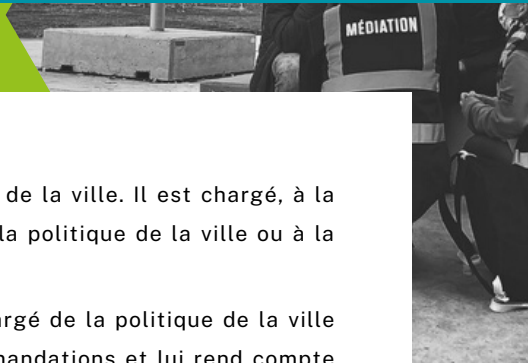 MÉDIATION
de la ville. Il est chargé, à la
la politique de la ville ou à la
de la politique de la ville
et lui rend compte